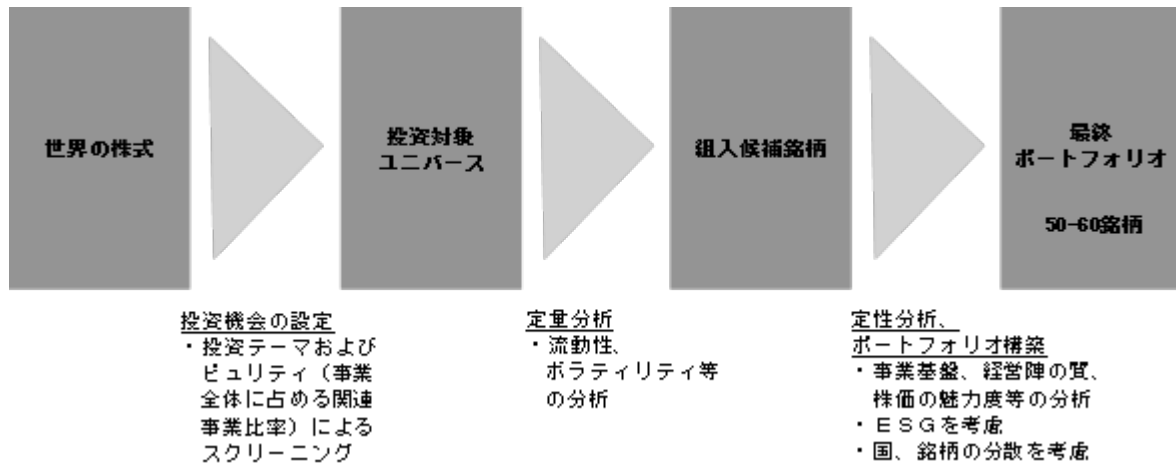 世界の株式
投資対象
ユニバース
組入候補銘柄
最終
ポートフォリオ
50-60銘柄
投資機会の設定
・投資テーマおよび
ピュリティ（事業
全体に占める関連
事業比率）による
スクリーニング
定量分析
・流動性、
ボラティリティ等
の分析
定性分析、
ポートフォリオ構築
・事業基盤、経営陣の質、
株価の魅力度等の分析
・ＥＳＧを考慮
・国、銘柄の分散を考慮